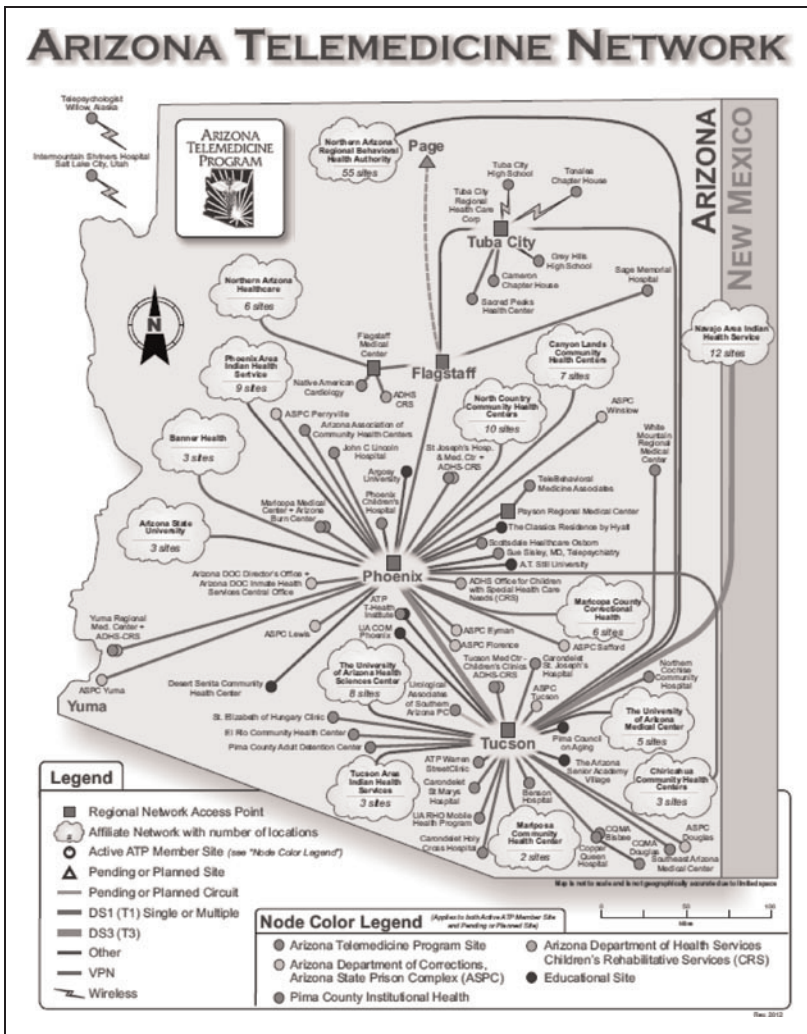 ARIZONA TELEMEDICINE NETWORK
Telepsychologist
Willow, Alaska
Intermountain Shriners Hospital
Salt Lake City, Utah
ARIZONA
TELEMEDICINE
PROGRAM
Northern Arizona
Regional Behavioral
Health Authority
55 sites
Page
Tuba City
High School
Tonalea
Chapter House
Tuba City
Regional
Health Care
Corp
Tuba City
Grey Hills
High School
Cameron
Chapter House
Sacred Peaks
Health Center
Sage Memorial
Hospital
ARIZONA
NEW MEXICO
Navajo Area Indian
Health Service
12 sites
N
Northern Arizona
Healthcare
6 sites
Flagstaff
Medical
Center
Flagstaff
Native American
Cardiology
ADHS
CRS
Canyon Lands
Community
Health Centers
7 sites
Phoenix Area
Indian Health
Service
9 sites
North Country
Community Health
Centers
10 sites
ASPC
Winslow
White
Mountain
Regional
Medical
Center
ASPC Perryville
Arizona Association of
Community Health Centers
John C Lincoln
Hospital
Banner Health
3 sites
Argosy
University
St Joseph's Hosp.
& Med. Ctr +
ADHS-CRS
Phoenix
Children's
Hospital
Maricopa Medical
Center + Arizona
Burn Center
TeleBehavioral
Medicine Associates
Payson Regional Medical Center
The Classics Residence by Hyatt
Scottsdale Healthcare Osborn
Sue Sisley, MD, Telepsychiatry
A.T. Still University
Arizona State
University
3 sites
Phoenix
Arizona DOC Director's Office +
Arizona DOC Inmate Health
Services Central Office
ADHS Office for Children
with Special Health Care
Needs (CRS)
Maricopa County
Correctional
Health
6 sites
Yuma Regional
Med. Center +
ADHS-CRS
ASPC Lewis
ATP
T-Health
Institute
UA COM
Phoenix
ASPC Eyman
ASPC Florence
ASPC Safford
ASPC Yuma
Yuma
Desert Senita Community
Health Center
The University
of Arizona Health
Sciences Center
8 sites
Urological
Associates
of Southern
Arizona PC
Tucson Med Ctr -
Children's Clinics
ADHS-CRS
Carondelet
St. Joseph's
Hospital
ASPC
Tucson
Northern
Cochise
Community
Hospital
St. Elizabeth of Hungary Clinic
El Rio Community Health Center
Pima County Adult Detention Center
Tucson
Pima Council
on Aging
The University
of Arizona
Medical Center
5 sites
The Arizona
Senior Academy
Village
Tucson Area
Indian Health
Services
3 sites
ATP Warren
StreetClinic
Carondelet
St Marys
Hospital
UA RHO Mobile
Health Program
Carondelet Holy
Cross Hospital
Benson
Hospital
Mariposa
Community
Health Center
2 sites
Chiricahua
Community Health
Centers
3 sites
CQMA
Bisbee
Copper
Queen
Hospital
CQMA
Douglas
ASPC
Douglas
Southeast Arizona
Medical Center
Map is not to scale and is not geographically accurate due to limited space
0 50 100
Miles
Legend
Regional Network Access Point
# Affiliate Network with number of locations
Active ATP Member Site (see "Node Color Legend")
Pending or Planned Site
Pending or Planned Circuit
DS1 (T1) Single or Multiple
DS3 (T3)
Other
VPN
Wireless
Node Color Legend (Applies to both Active ATP Member Site
and Pending or Planned Site)
Arizona Telemedicine Program Site
Arizona Department of Corrections,
Arizona State Prison Complex (ASPC)
Pima County Institutional Health
Arizona Department of Health Services
Children's Rehabilitative Services (CRS)
Educational Site
Rev. 2012